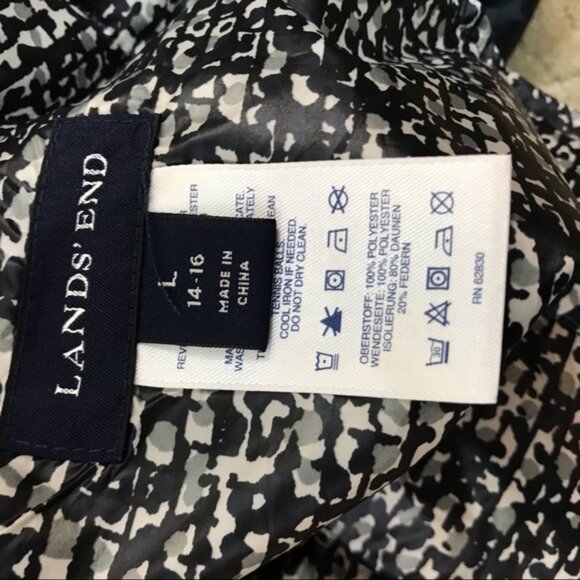 LANDS' END
L
14-16
MADE IN
CHINA
TENNIS BALLS.
COOL IRON IF NEEDED.
DO NOT DRY CLEAN.
OBERSTOFF: 100% POLYESTER
WENDESEITE: 100% POLYESTER
ISOLIERUNG: 80% DAUNEN
20% FEDERN
30
RN 62830